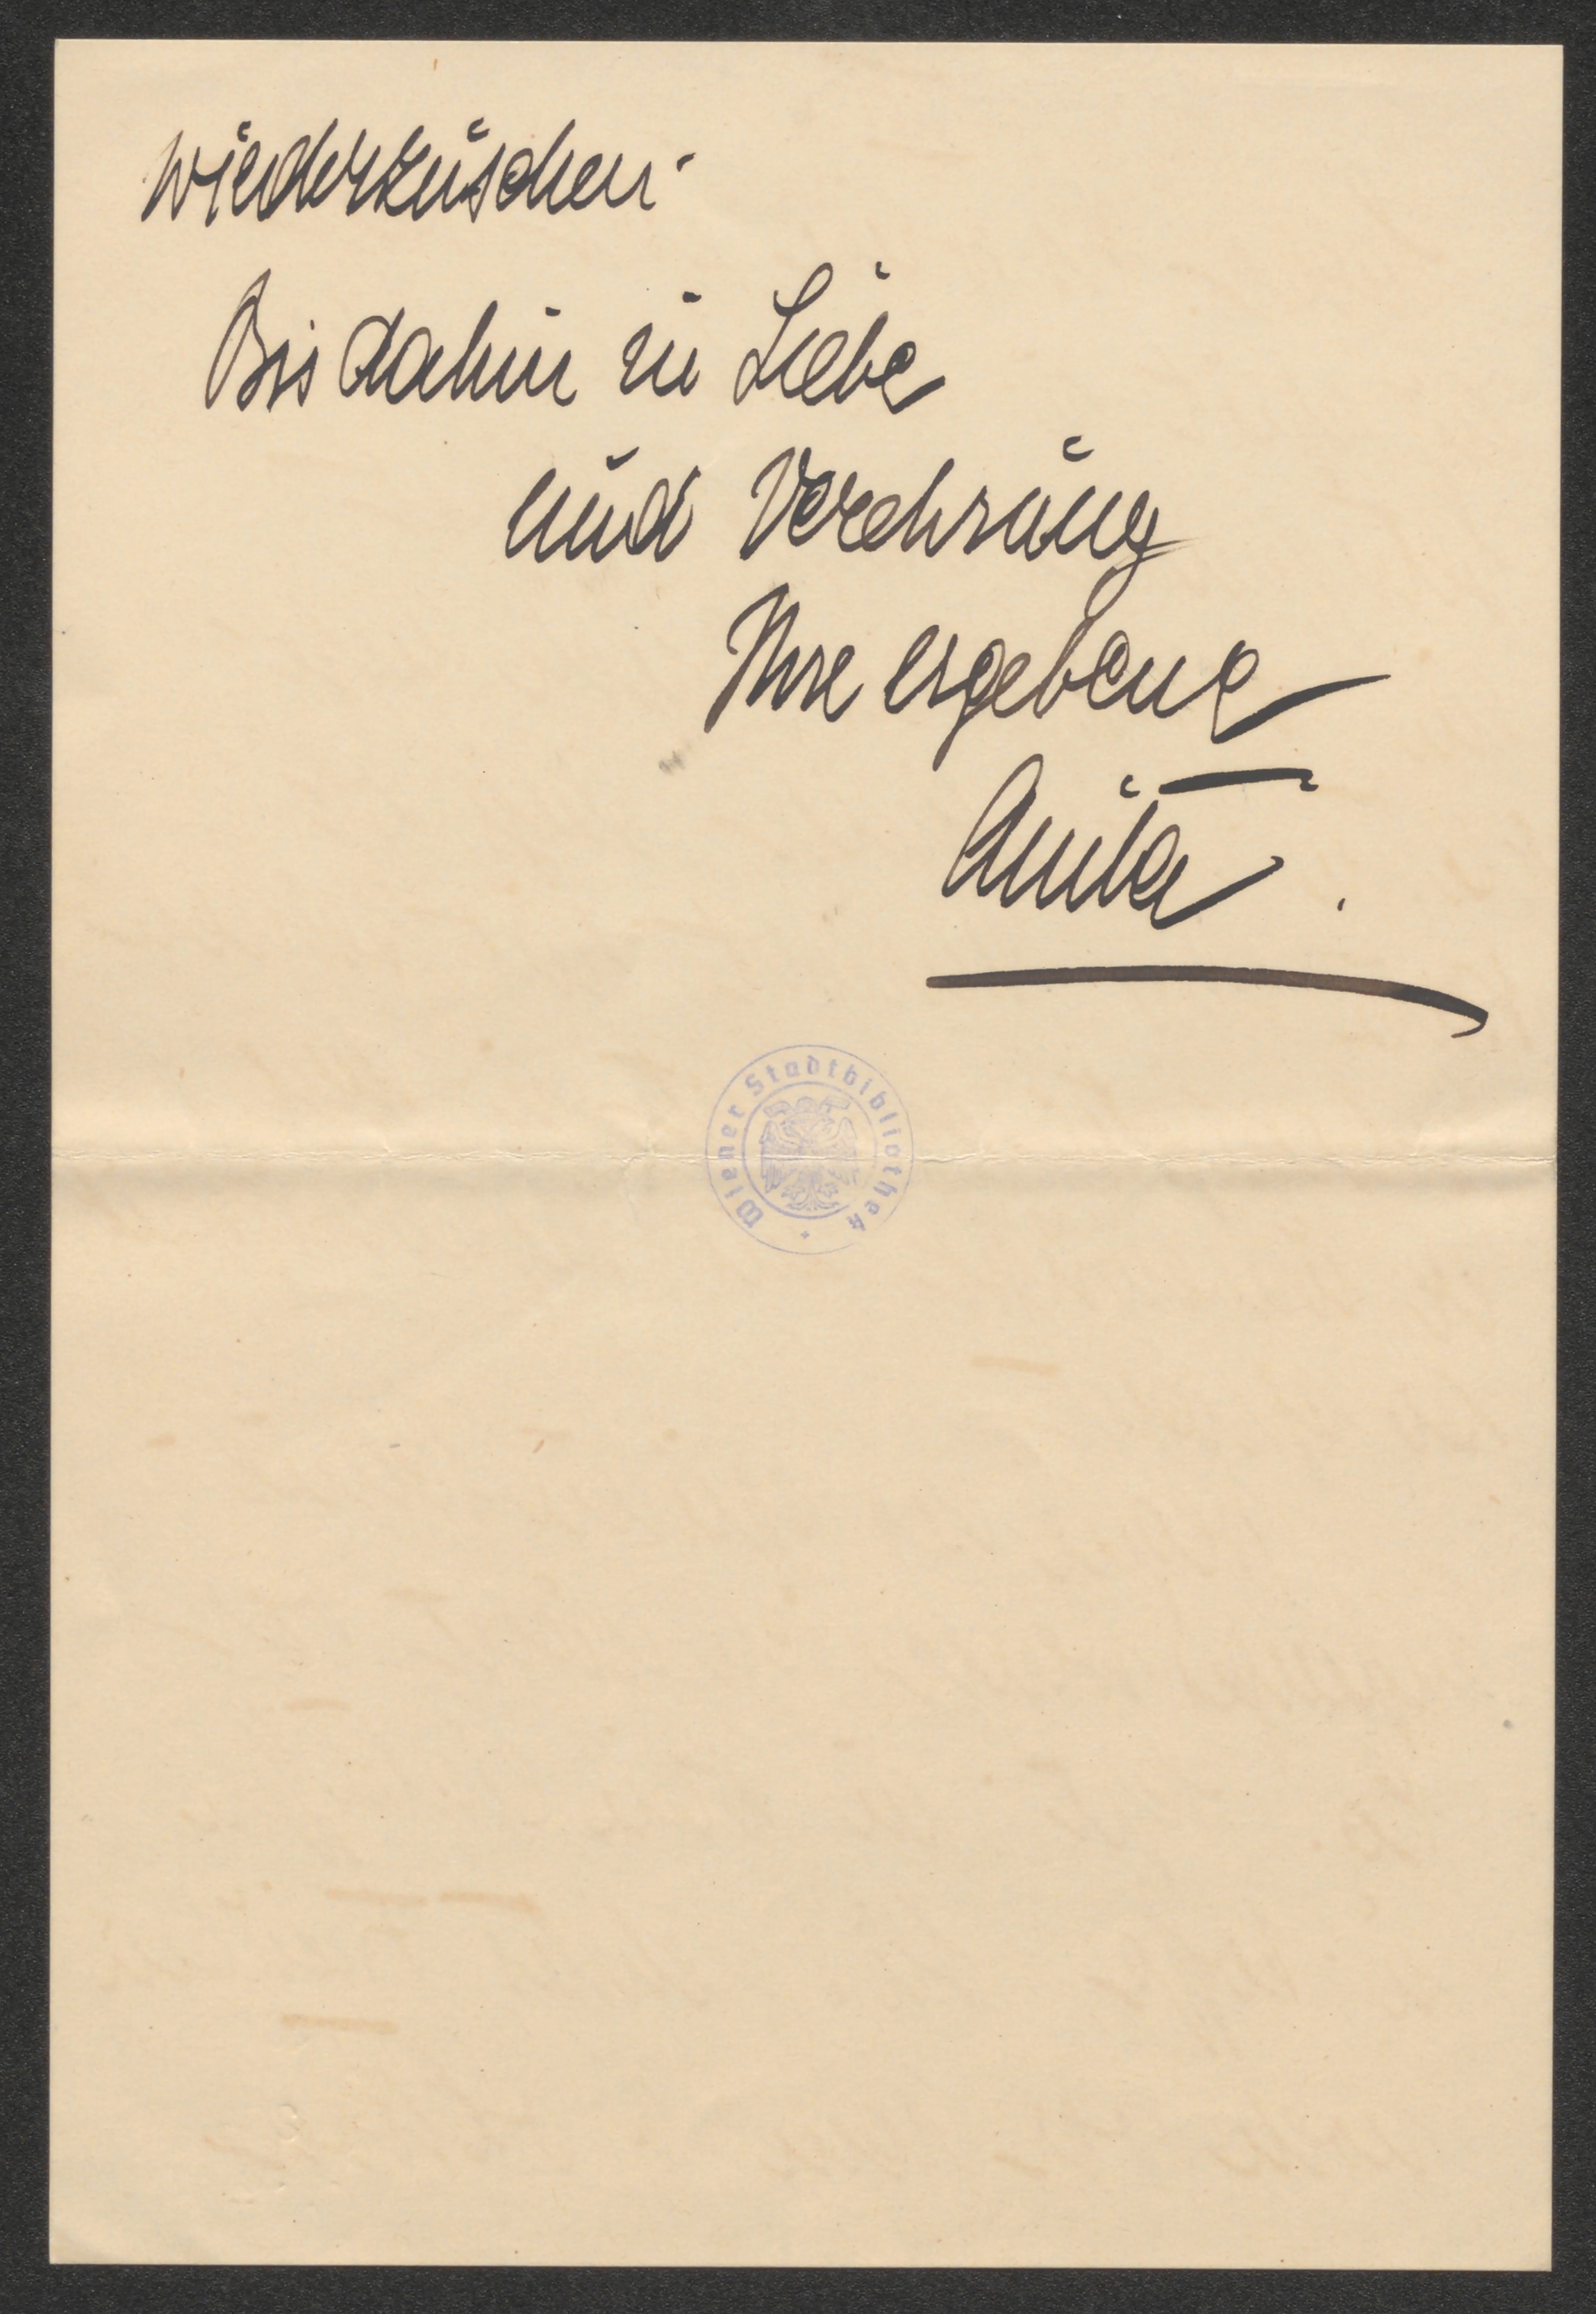 wiederzusehen.
Bis dahin in Liebe
und Verehrung
Ihre ergebene
Anita.
Wiener Stadtbibliothek